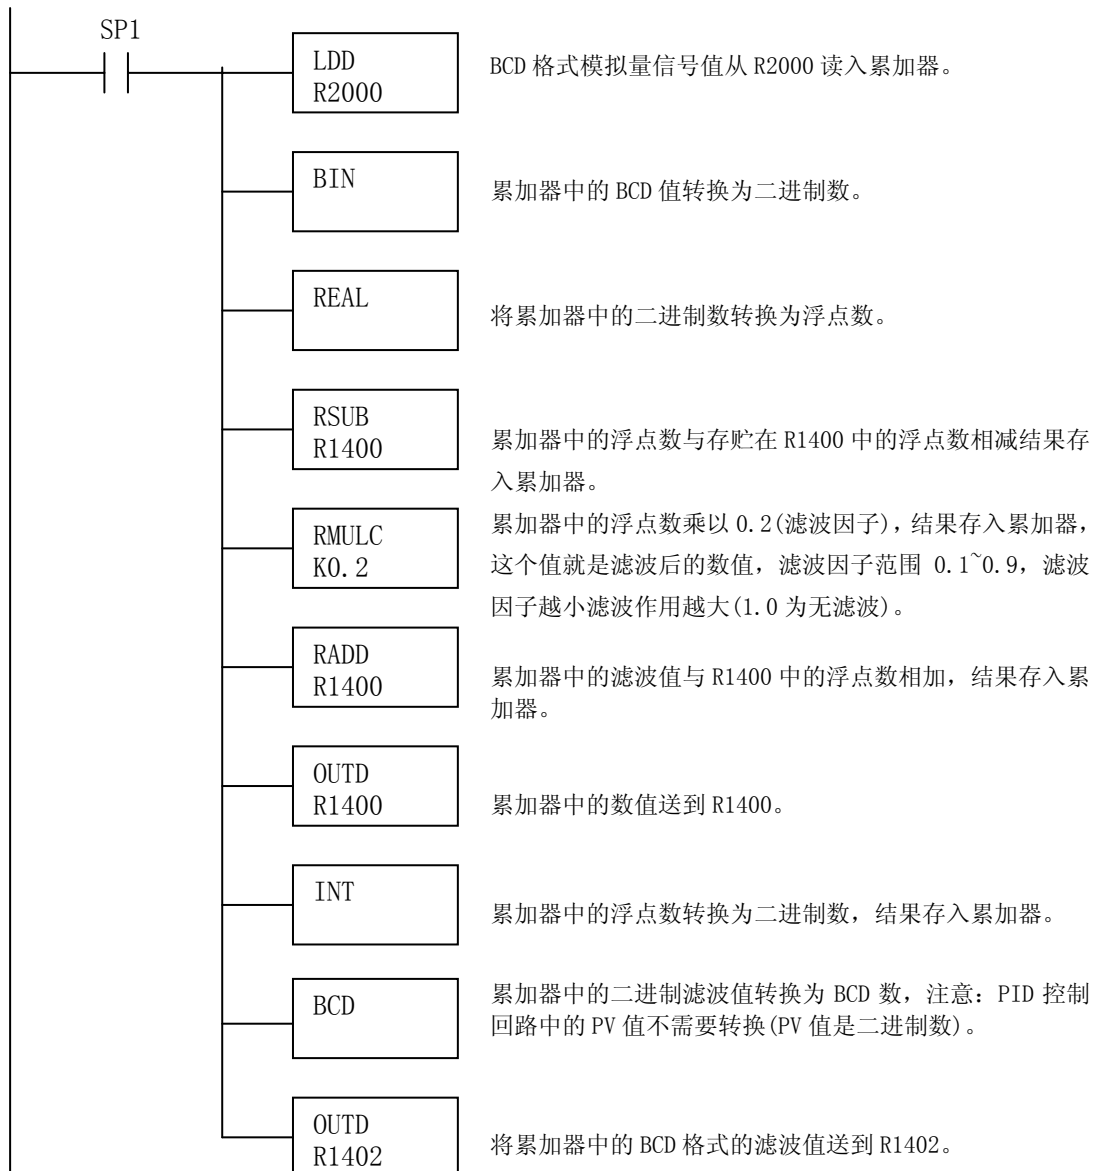 SP1
LDD
R2000
BCD 格式模拟量信号值从 R2000 读入累加器。
BIN
累加器中的 BCD 值转换为二进制数。
REAL
将累加器中的二进制数转换为浮点数。
RSUB
R1400
累加器中的浮点数与存贮在 R1400 中的浮点数相减结果存
入累加器。
RMULC
K0.2
累加器中的浮点数乘以 0.2(滤波因子),结果存入累加器,
这个值就是滤波后的数值，滤波因子范围 0.1~0.9，滤波
因子越小滤波作用越大(1.0 为无滤波)。
RADD
R1400
累加器中的滤波值与 R1400 中的浮点数相加，结果存入累
加器。
OUTD
R1400
累加器中的数值送到 R1400。
INT
累加器中的浮点数转换为二进制数，结果存入累加器。
BCD
累加器中的二进制滤波值转换为 BCD 数，注意：PID 控制
回路中的 PV 值不需要转换(PV 值是二进制数)。
OUTD
R1402
将累加器中的 BCD 格式的滤波值送到 R1402。